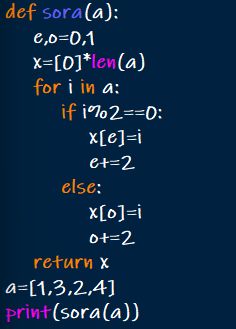 def sora(a):
    e,o=0,1
    x=[0]*len(a)
    for i in a:
        if i%2==0:
            x[e]=i
            e+=2
        else:
            x[o]=i
            o+=2
    return x
a=[1,3,2,4]
print(sora(a))